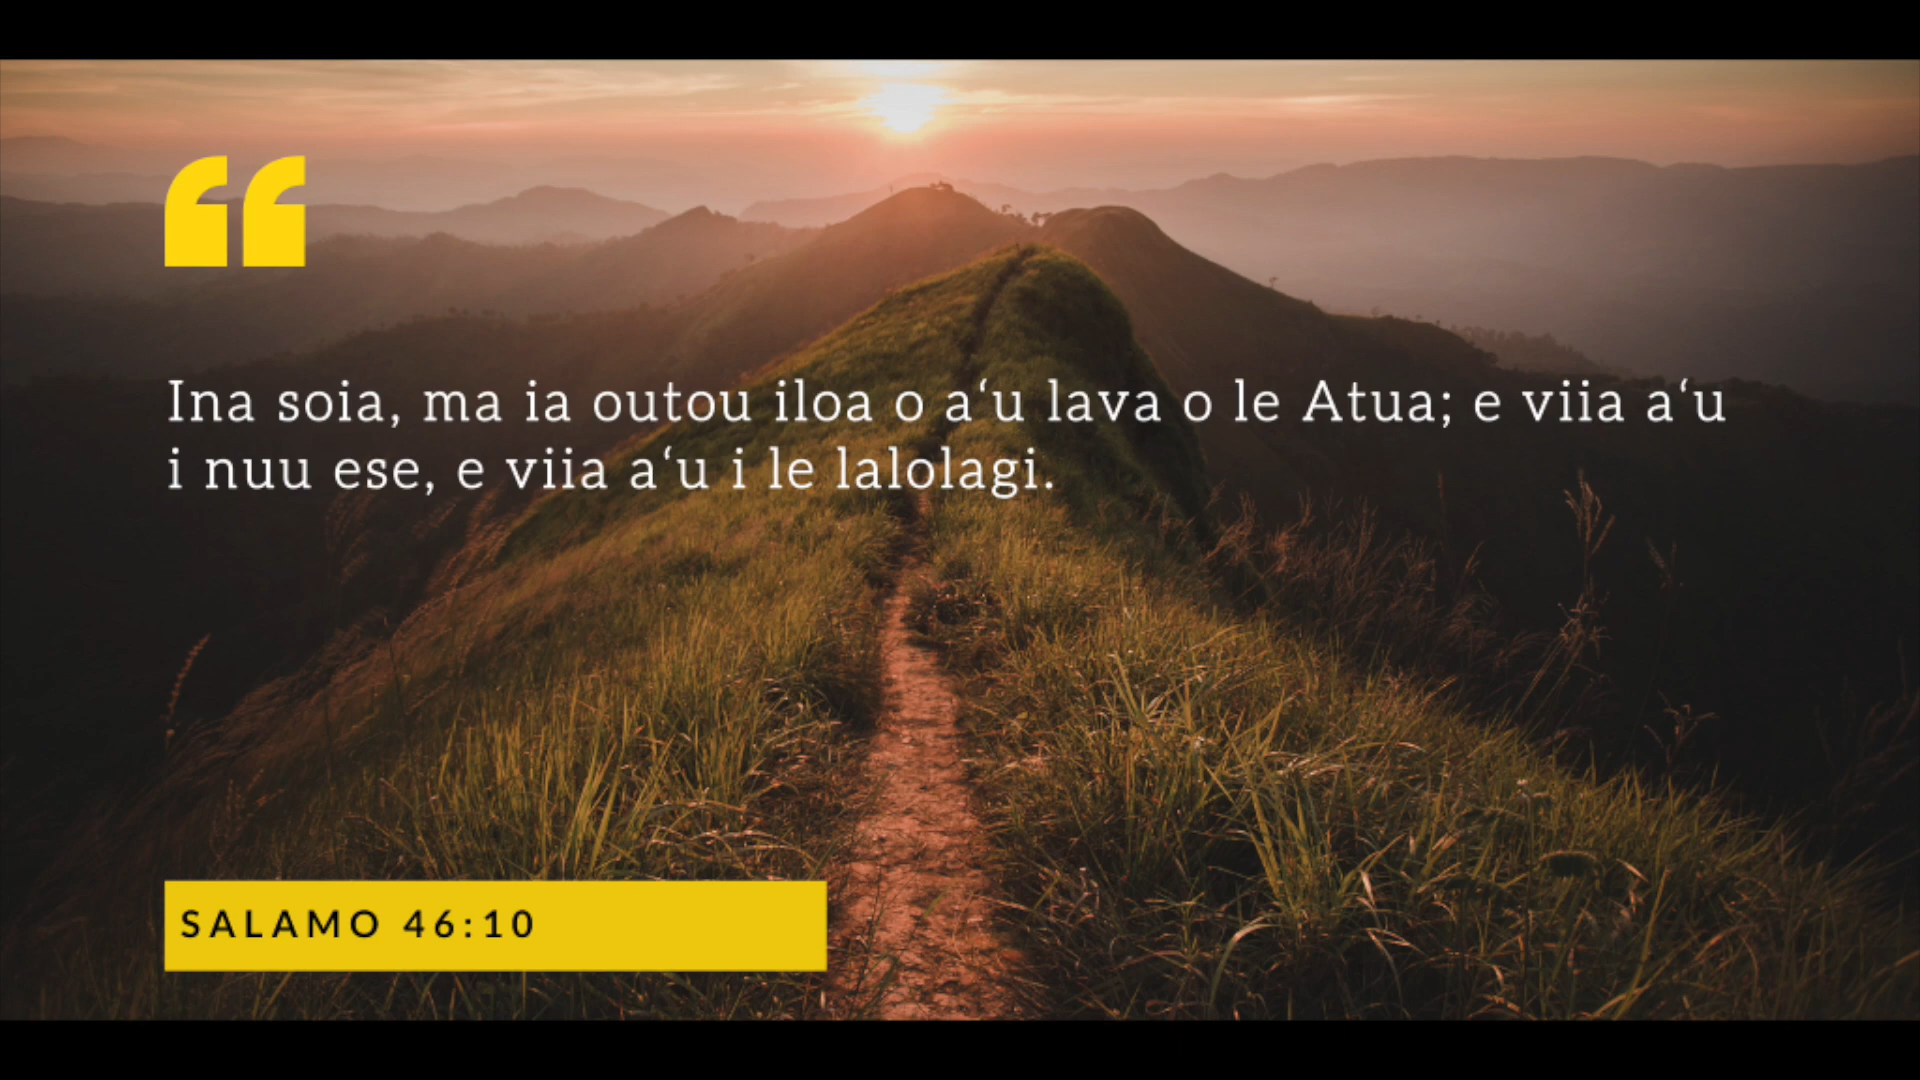 Ina soia, ma ia outou iloa o a‘u lava o le Atua; e viia a‘u
i nuu ese, e viia a‘u i le lalolagi.
SALAMO 46:10